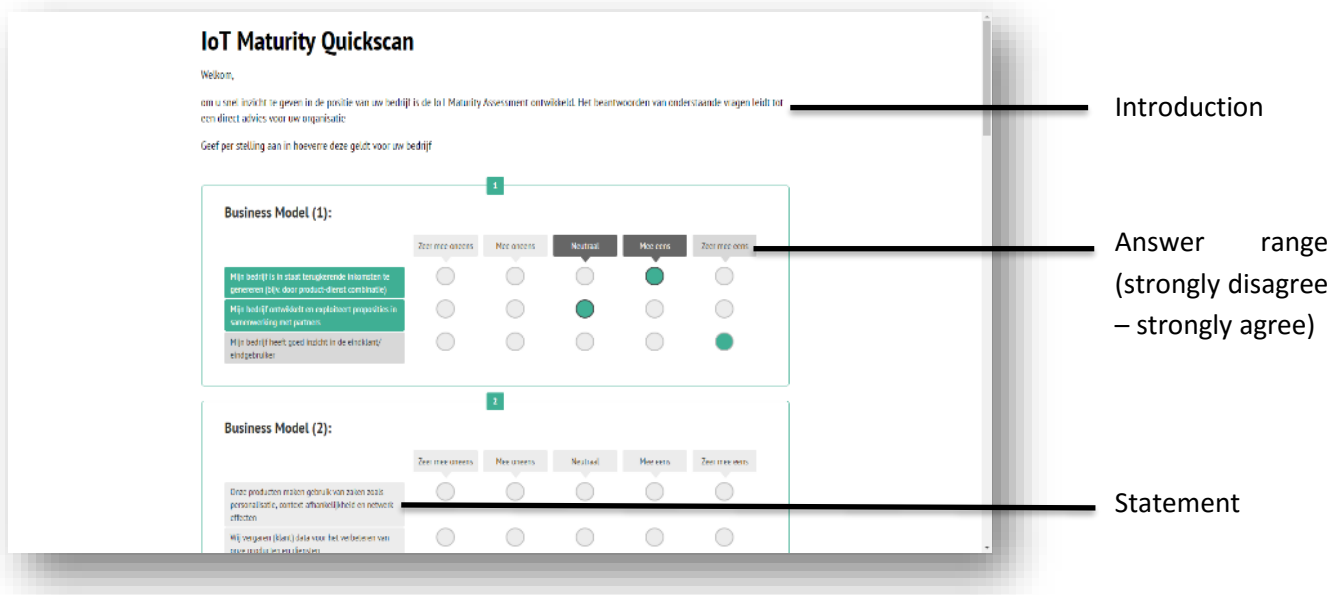 IoT Maturity Quickscan
Welkom,
om u snel inzicht te geven in de positie van uw bedrijf is de IoT Maturity Assessment ontwikkeld. Het beantwoorden van onderstaande vragen leidt tot
een direct advies voor uw organisatie
Introduction
Geef per stelling aan in hoeverre deze geldt voor uw bedrijf
1
Business Model (1):
Zeer mee oneens Mee oneens Neutraal Mee eens Zeer mee eens
Answer range
(strongly disagree
– strongly agree)
Mijn bedrijf is in staat terugkerende inkomsten te
genereren (bijv. door product-dienst combinatie)
Mijn bedrijf ontwikkelt en exploiteert proposities in
samenwerking met partners
Mijn bedrijf heeft goed inzicht in de eindklant/
eindgebruiker
2
Business Model (2):
Zeer mee oneens Mee oneens Neutraal Mee eens Zeer mee eens
Onze producten maken gebruik van zaken zoals
personalisatie, context afhankelijkheid en netwerk
effecten
Statement
Wij vergaren (klant) data voor het verbeteren van
onze producten en diensten